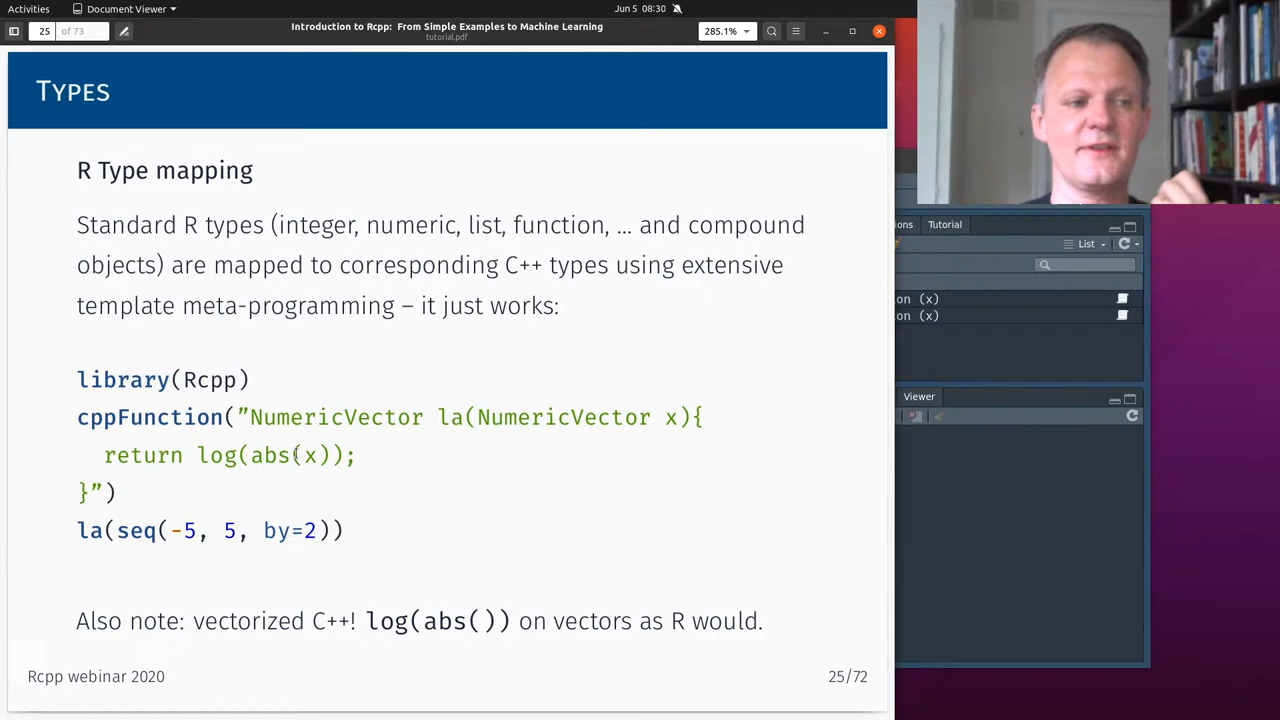 Activities
Document Viewer
Jun 5 08:30
25
of 73
Introduction to Rcpp: From Simple Examples to Machine Learning
tutorial.pdf
285.1%
TYPES
R Type mapping
Standard R types (integer, numeric, list, function, … and compound
objects) are mapped to corresponding C++ types using extensive
template meta-programming – it just works:
library(Rcpp)
cppFunction("NumericVector la(NumericVector x){
return log(abs(x));
}")
la(seq(-5, 5, by=2))
Also note: vectorized C++! log(abs()) on vectors as R would.
Rcpp webinar 2020
25/72
Tutorial
List
(x)
(x)
Viewer